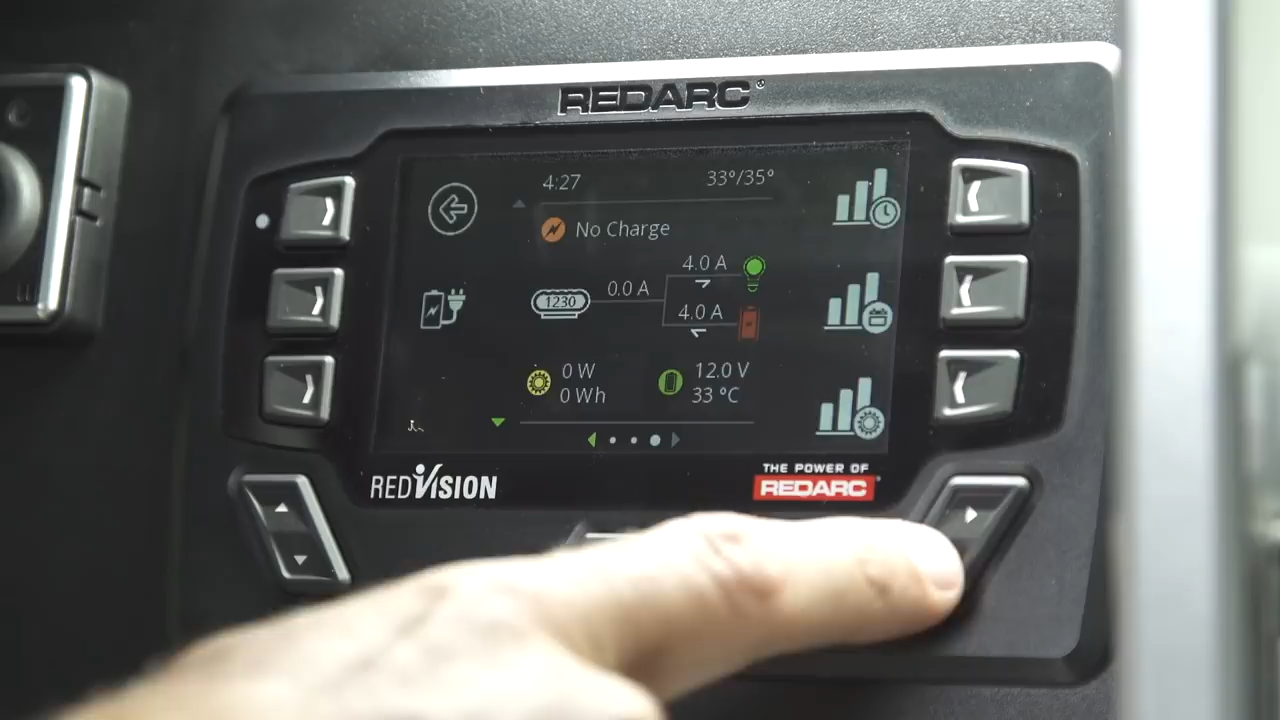 REDARC
4:27 33°/35°
No Charge
4.0 A
1230 0.0 A
4.0 A
0 W 12.0 V
0 Wh 33 °C
REDVISION
THE POWER OF
REDARC